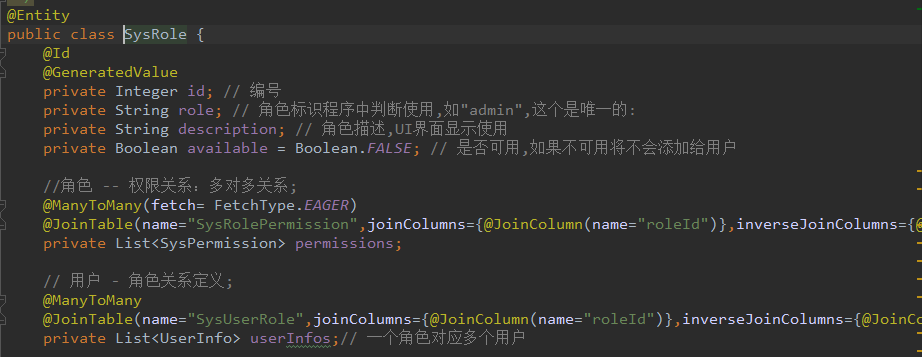 @Entity
public class SysRole {
@Id
@GeneratedValue
private Integer id; // 编号
private String role; // 角色标识程序中判断使用,如"admin",这个是唯一的:
private String description; // 角色描述,UI界面显示使用
private Boolean available = Boolean.FALSE; // 是否可用,如果不可用将不会添加给用户
//角色 -- 权限关系：多对多关系;
@ManyToMany(fetch= FetchType.EAGER)
@JoinTable(name="SysRolePermission",joinColumns={@JoinColumn(name="roleId")},inverseJoinColumns={@
private List<SysPermission> permissions;
// 用户 - 角色关系定义;
@ManyToMany
@JoinTable(name="SysUserRole",joinColumns={@JoinColumn(name="roleId")},inverseJoinColumns={@JoinCo
private List<UserInfo> userInfos;// 一个角色对应多个用户